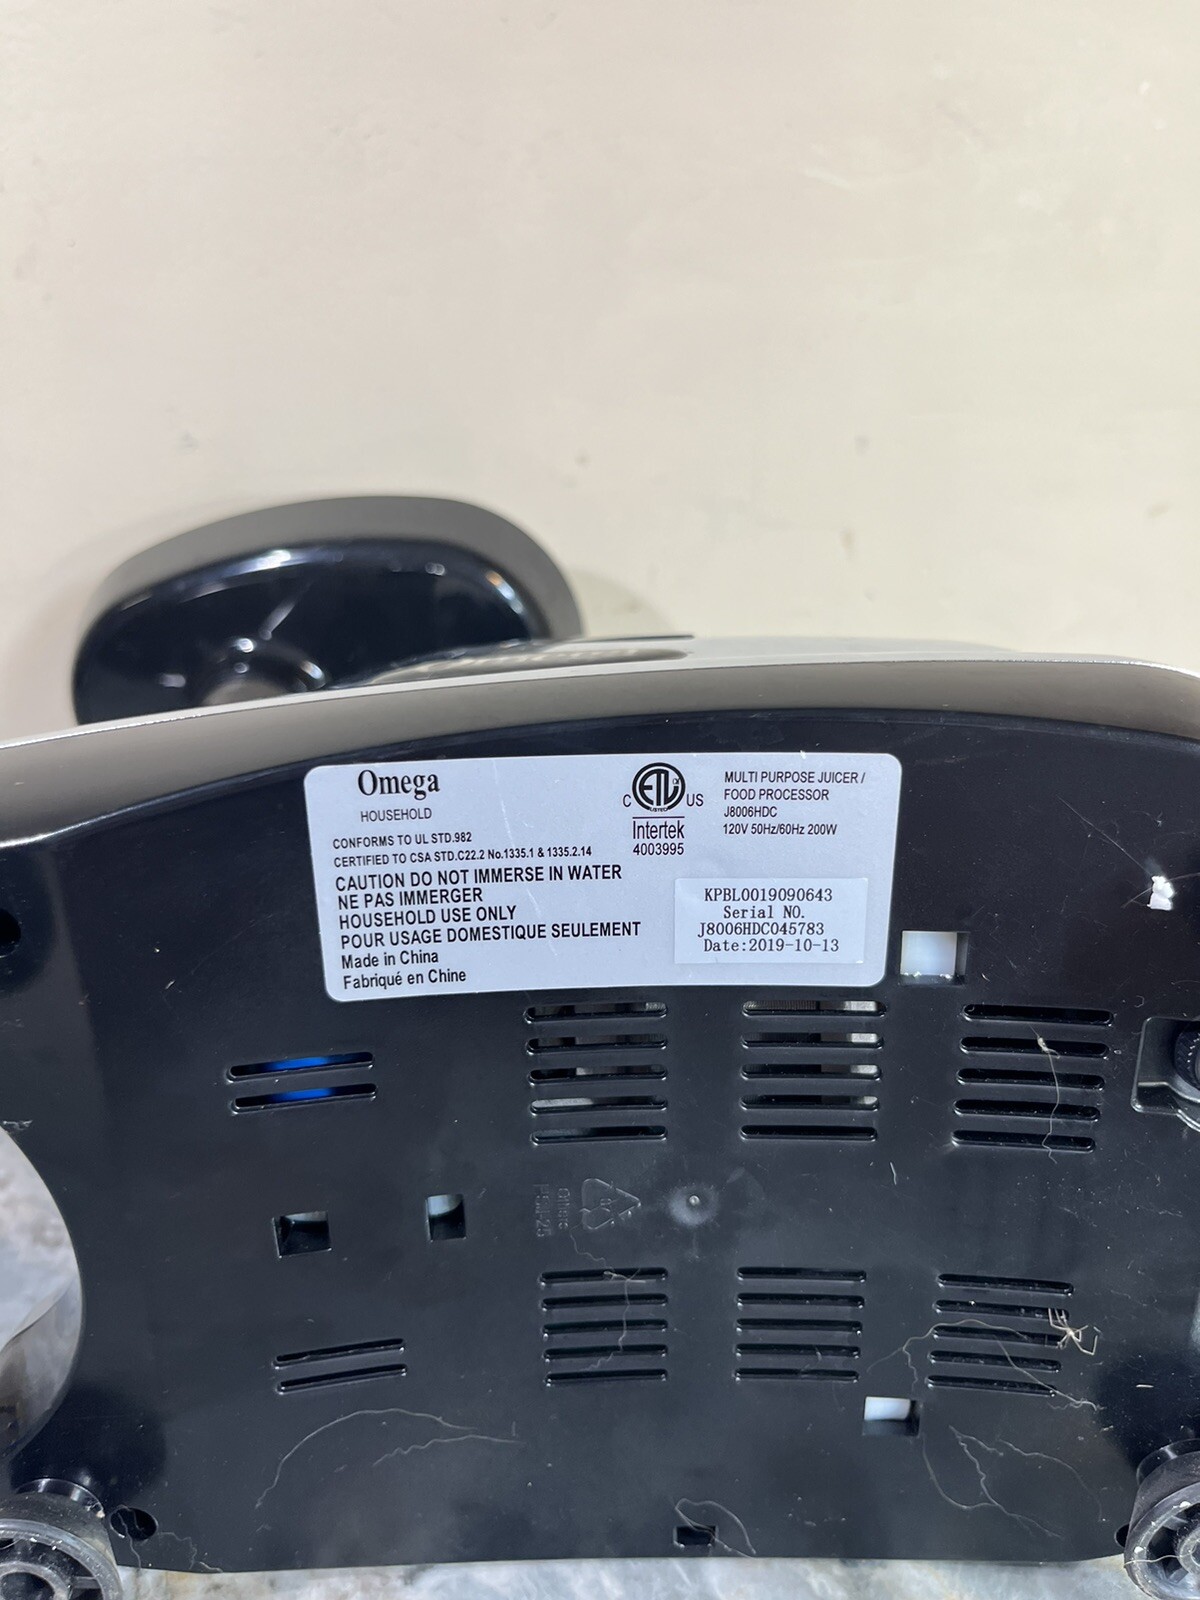 Omega
HOUSEHOLD
CONFORMS TO UL STD.982
CERTIFIED TO CSA STD.C22.2 No.1335.1 & 1335.2.14
CAUTION DO NOT IMMERSE IN WATER
NE PAS IMMERGER
HOUSEHOLD USE ONLY
POUR USAGE DOMESTIQUE SEULEMENT
Made in China
Fabriqué en Chine
C ETL US
LISTED
Intertek
4003995
MULTI PURPOSE JUICER /
FOOD PROCESSOR
J8006HDC
120V 50Hz/60Hz 200W
KPBL0019090643
Serial NO.
J8006HDC045783
Date:2019-10-13